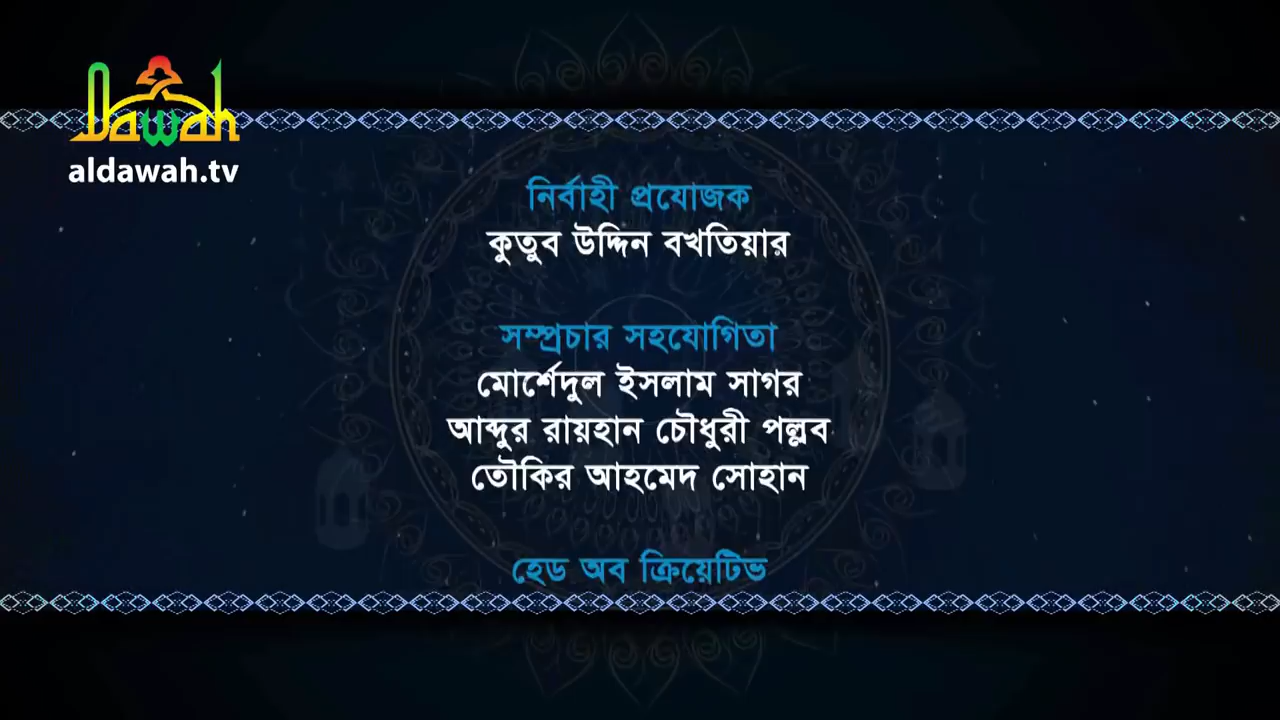 Dawah
aldawah.tv
নির্বাহী প্রযোজক
কুতুব উদ্দিন বখতিয়ার
সম্প্রচার সহযোগিতা
মোর্শেদুল ইসলাম সাগর
আব্দুর রায়হান চৌধুরী পল্লব
তৌকির আহমেদ সোহান
হেড অব ক্রিয়েটিভ